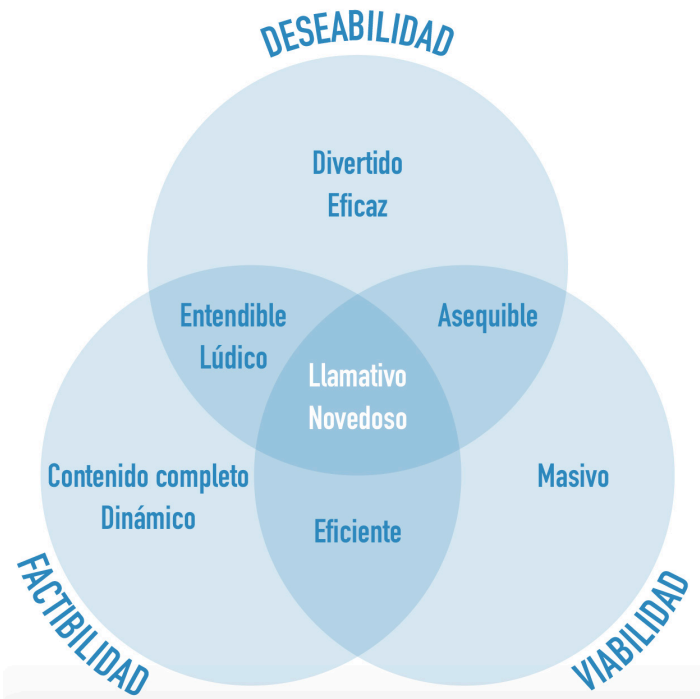 DESEABILIDAD
Divertido
Eficaz
Entendible
Lúdico
Asequible
Llamativo
Novedoso
Contenido completo
Dinámico
Masivo
Eficiente
FACTIBILIDAD
VIABILIDAD